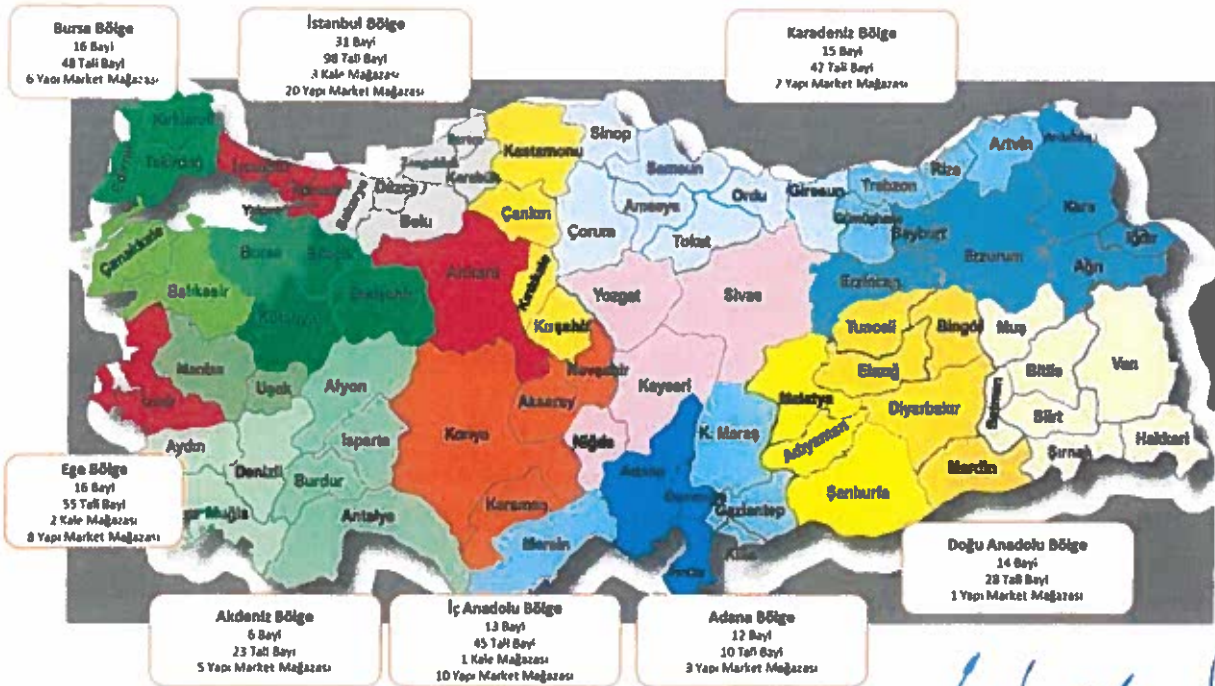 Bursa Bölge
16 Bayi
48 Tali Bayi
6 Yapı Market Mağazası
İstanbul Bölge
31 Bayi
98 Tali Bayi
3 Kale Mağazası
20 Yapı Market Mağazası
Karadeniz Bölge
15 Bayi
42 Tali Bayi
7 Yapı Market Mağazası
Kırklareli
Tekirdağ
Edirne
Sakarya
Düzce
Bolu
Zonguldak
Bartın
Karabük
Kastamonu
Sinop
Samsun
Ordu
Giresun
Trabzon
Rize
Artvin
Ardahan
Çankırı
Çorum
Amasya
Tokat
Gümüşhane
Bayburt
Kars
Iğdır
Çanakkale
Balıkesir
Bursa
Bilecik
Eskişehir
Kütahya
Ankara
Kırıkkale
Kırşehir
Yozgat
Sivas
Erzincan
Erzurum
Ağrı
Manisa
Uşak
Afyon
İzmir
Nevşehir
Aksaray
Kayseri
Tunceli
Bingöl
Elazığ
Muş
Bitlis
Van
Malatya
Diyarbakır
Batman
Siirt
Hakkari
Şırnak
Aydın
Denizli
Isparta
Burdur
Konya
Niğde
K. Maraş
Adıyaman
Mardin
Şanlıurfa
Muğla
Antalya
Karaman
Mersin
Adana
Osmaniye
Gaziantep
Kilis
Ege Bölge
16 Bayi
55 Tali Bayi
2 Kale Mağazası
8 Yapı Market Mağazası
Akdeniz Bölge
6 Bayi
23 Tali Bayi
5 Yapı Market Mağazası
İç Anadolu Bölge
13 Bayi
45 Tali Bayi
1 Kale Mağazası
10 Yapı Market Mağazası
Adana Bölge
12 Bayi
10 Tali Bayi
3 Yapı Market Mağazası
Doğu Anadolu Bölge
14 Bayi
28 Tali Bayi
1 Yapı Market Mağazası